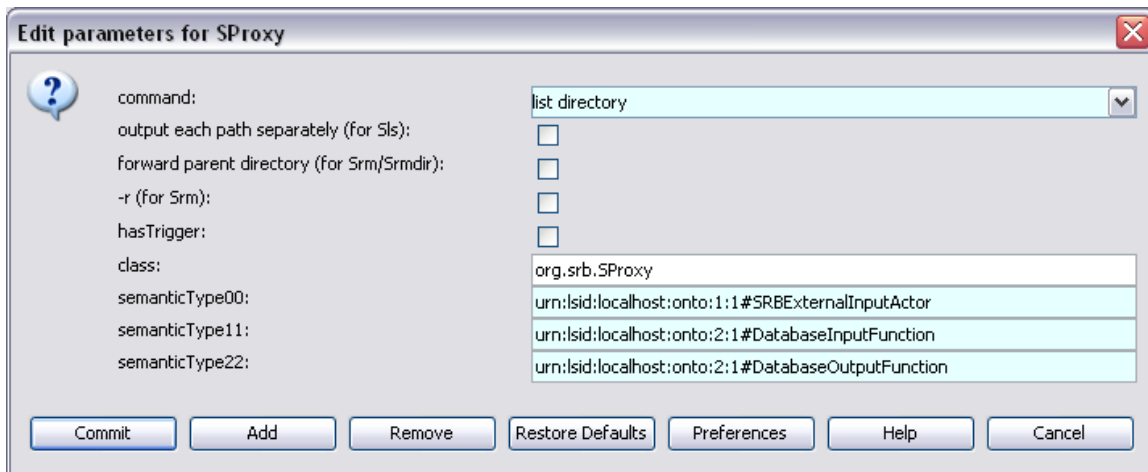 Edit parameters for SProxy
?
command: list directory
output each path separately (for Sls):
forward parent directory (for Srm/Srmdir):
-r (for Srm):
hasTrigger:
class: org.srb.SProxy
semanticType00: urn:lsid:localhost:onto:1:1#SRBExternalInputActor
semanticType11: urn:lsid:localhost:onto:2:1#DatabaseInputFunction
semanticType22: urn:lsid:localhost:onto:2:1#DatabaseOutputFunction
Commit Add Remove Restore Defaults Preferences Help Cancel